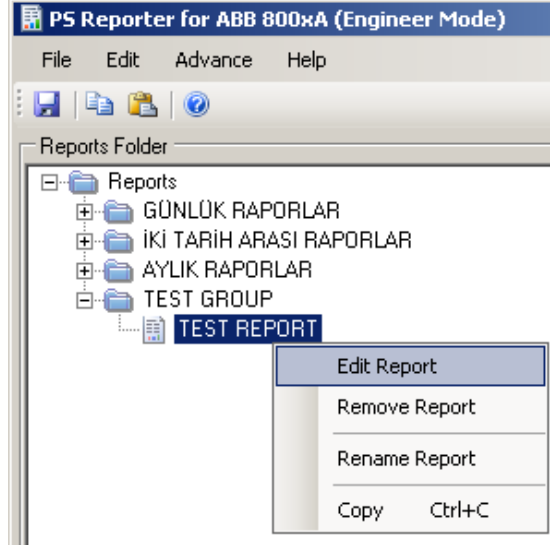 PS Reporter for ABB 800xA (Engineer Mode)
File Edit Advance Help
Reports Folder
Reports
GÜNLÜK RAPORLAR
İKİ TARİH ARASI RAPORLAR
AYLIK RAPORLAR
TEST GROUP
TEST REPORT
Edit Report
Remove Report
Rename Report
Copy Ctrl+C